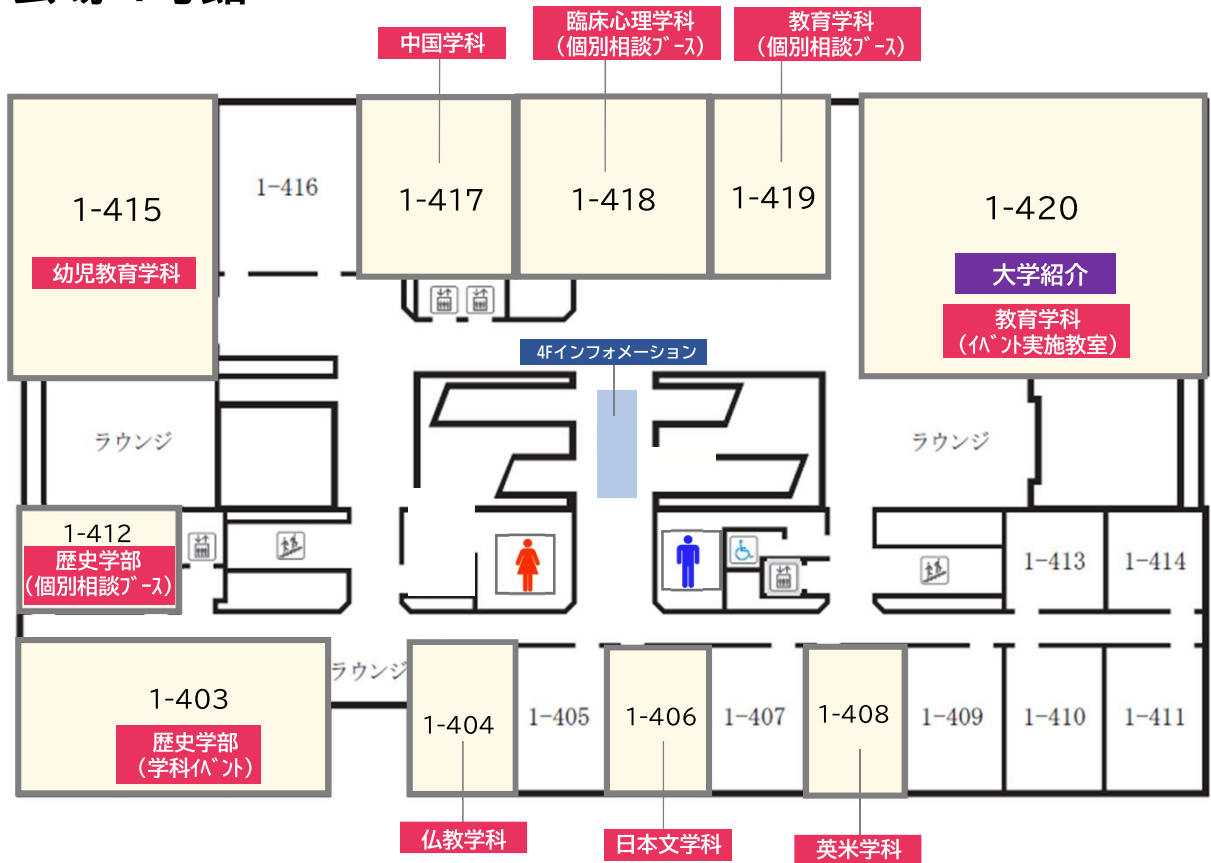 中国学科
臨床心理学科
（個別相談ﾌﾞｰｽ）
教育学科
（個別相談ﾌﾞｰｽ）
1-415
幼児教育学科
1-416
1-417
1-418
1-419
1-420
大学紹介
教育学科
（ｲﾍﾞﾝﾄ実施教室）
4Fインフォメーション
ラウンジ
ラウンジ
1-412
歴史学部
（個別相談ﾌﾞｰｽ）
1-413
1-414
ラウンジ
1-403
歴史学部
（学科ｲﾍﾞﾝﾄ）
1-404
1-405
1-406
1-407
1-408
1-409
1-410
1-411
仏教学科
日本文学科
英米学科